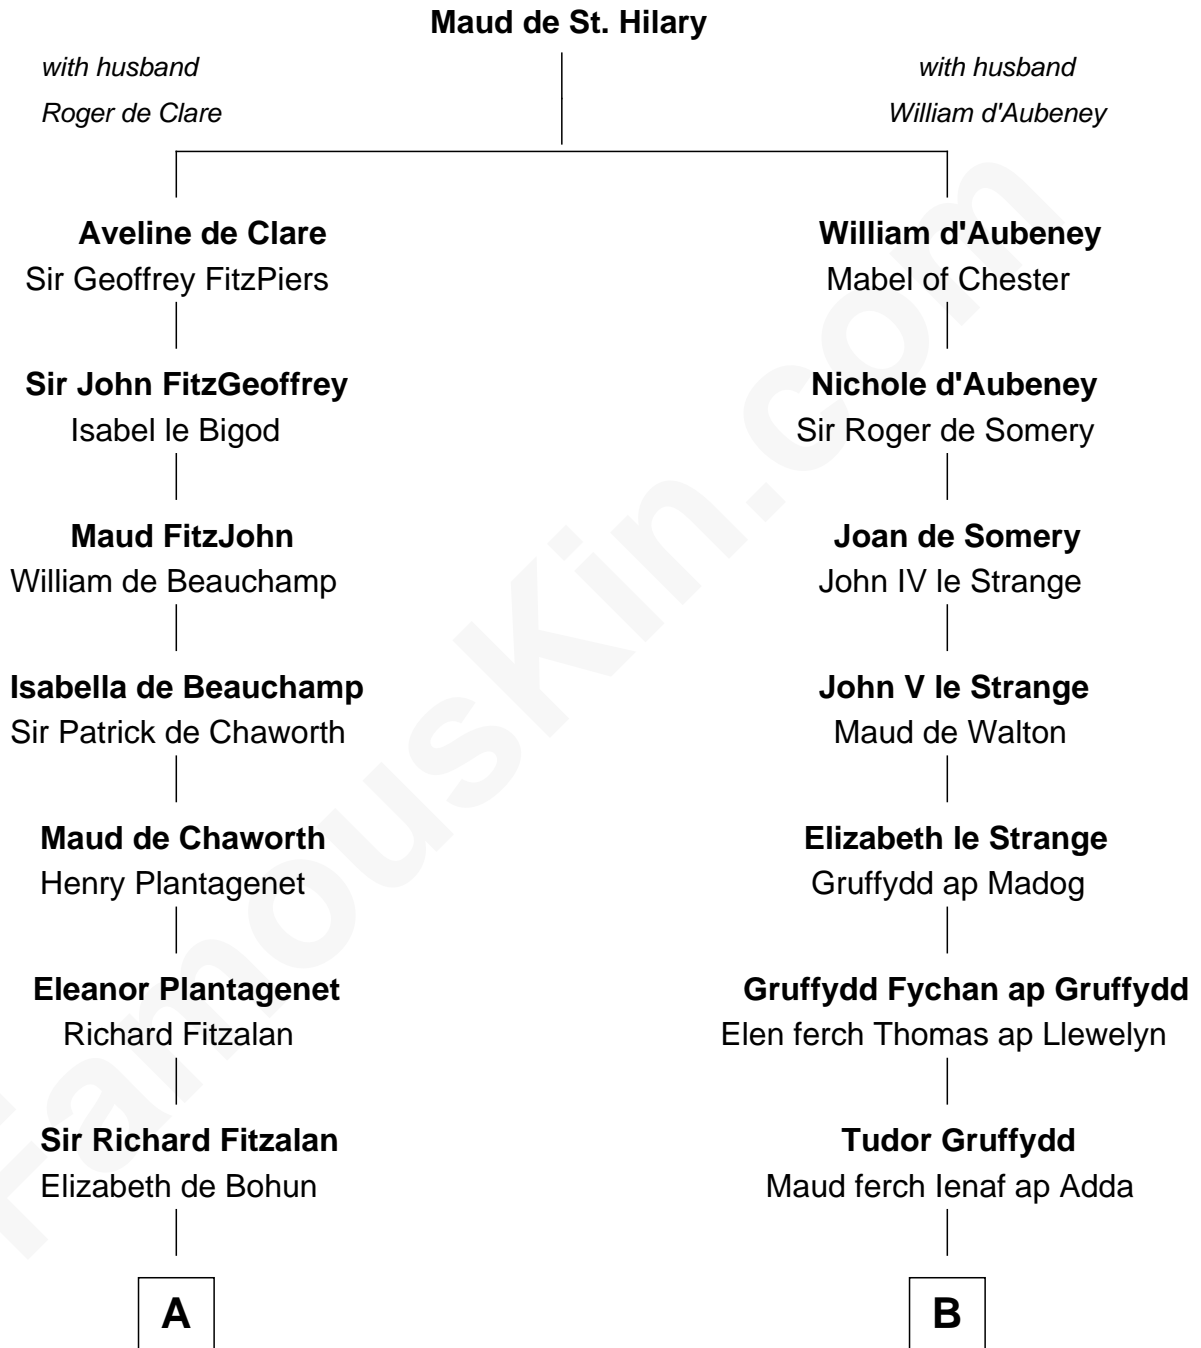 Maud de St. Hilary
with husband
Roger de Clare
with husband
William d'Aubeney
Aveline de Clare
Sir Geoffrey FitzPiers
William d'Aubeney
Mabel of Chester
Sir John FitzGeoffrey
Isabel le Bigod
Nichole d'Aubeney
Sir Roger de Somery
Maud FitzJohn
William de Beauchamp
Joan de Somery
John IV le Strange
Isabella de Beauchamp
Sir Patrick de Chaworth
John V le Strange
Maud de Walton
Maud de Chaworth
Henry Plantagenet
Elizabeth le Strange
Gruffydd ap Madog
Eleanor Plantagenet
Richard Fitzalan
Gruffydd Fychan ap Gruffydd
Elen ferch Thomas ap Llewelyn
Sir Richard Fitzalan
Elizabeth de Bohun
Tudor Gruffydd
Maud ferch Ienaf ap Adda
A
B
FamousKin.com